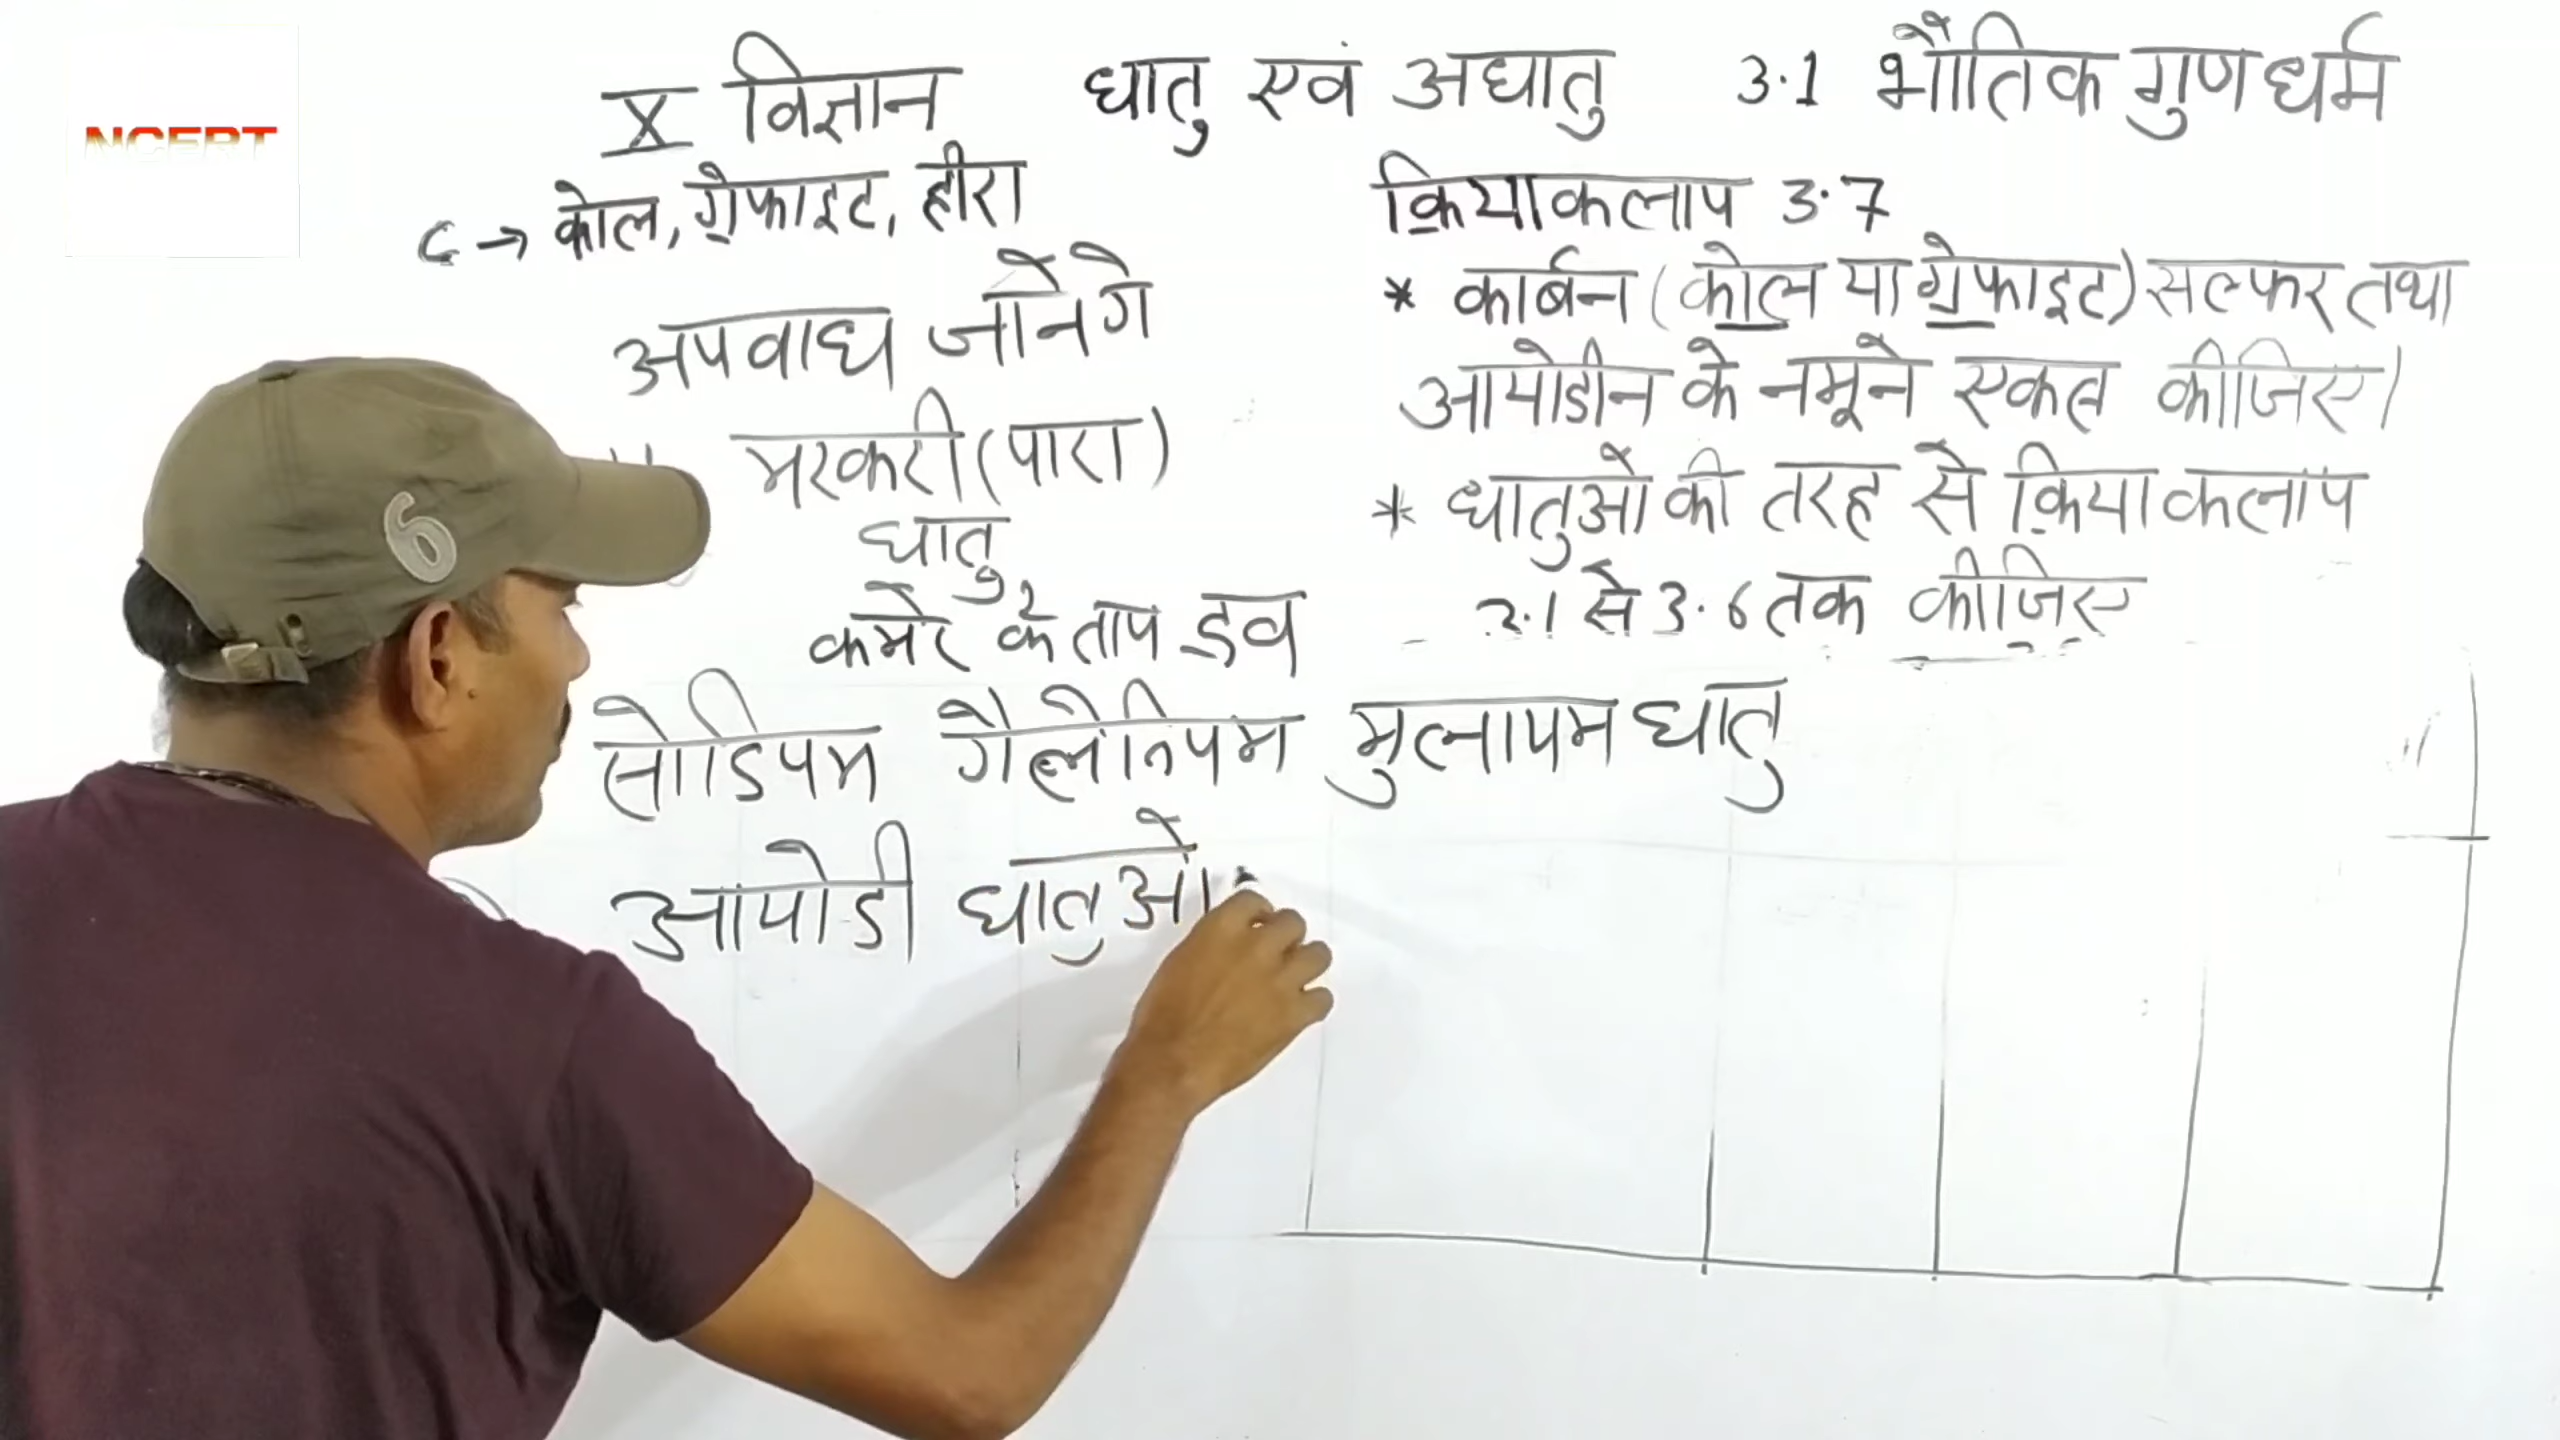 X विज्ञान धातु एवं अधातु 3.1 भौतिक गुणधर्म
NCERT
C → कोल, ग्रेफाइट, हीरा
अपवाध जानेगे
मरकरी (पारा)
धातु
कमरे के ताप द्रव
क्रियाकलाप 3.7
* कार्बन (कोल या ग्रेफाइट) सल्फर तथा
आयोडीन के नमूने एकत्र कीजिए।
* धातुओ की तरह से क्रियाकलाप
3.1 से 3.6 तक कीजिए
सोडियम मुलायम धातु
आयोडी धातुओ
6